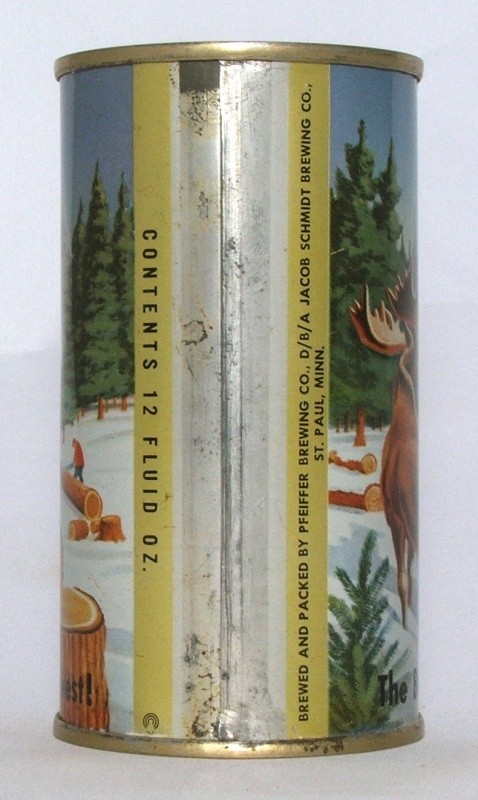 CONTENTS 12 FLUID OZ.
©
BREWED AND PACKED BY PFEIFFER BREWING CO., D/B/A JACOB SCHMIDT BREWING CO.,
ST. PAUL, MINN.
The